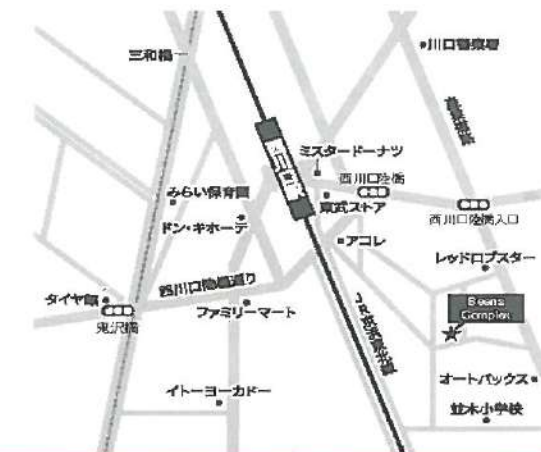 三和橋
川口警察署
ミスタードーナツ
西川口陸橋
みらい保育園
東武ストア
ドン・キホーテ
西川口陸橋入口
アコレ
レッドロブスター
西川口陸橋通り
タイヤ館
鬼沢橋
ファミリーマート
Beans
Complex
イトーヨーカドー
オートバックス
並木小学校